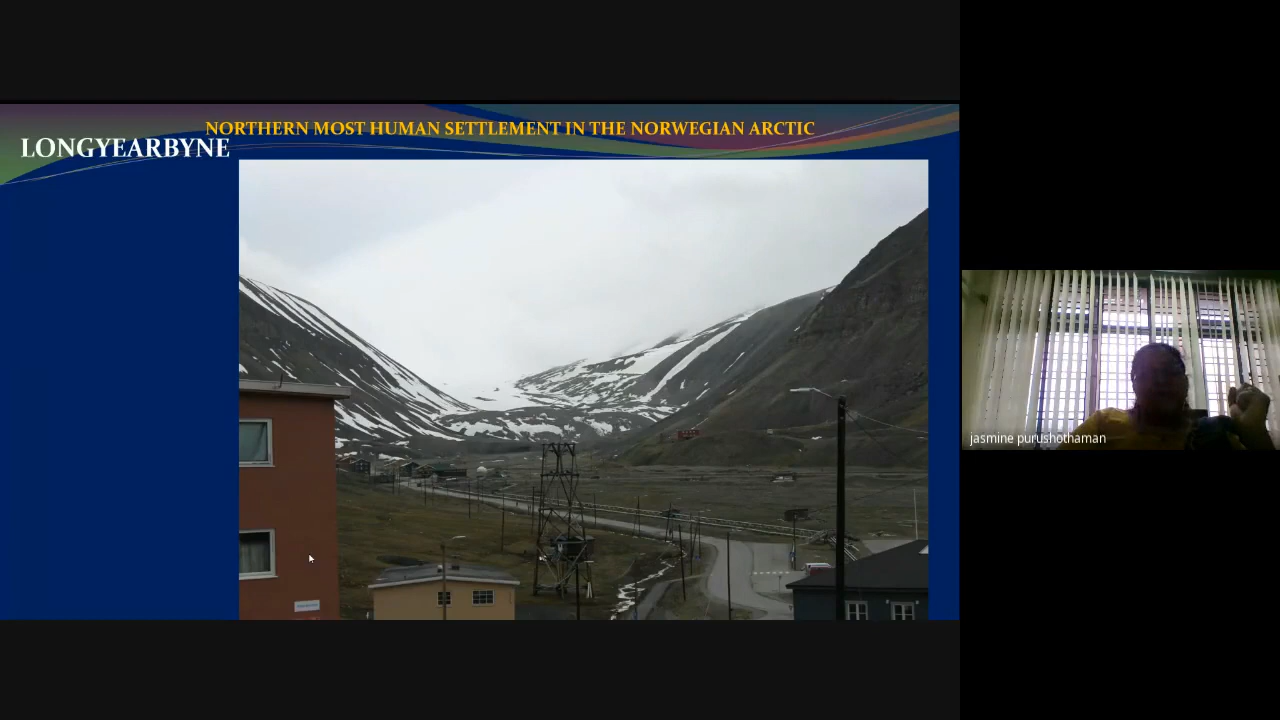 NORTHERN MOST HUMAN SETTLEMENT IN THE NORWEGIAN ARCTIC
LONGYEARBYNE
jasmine purushothaman